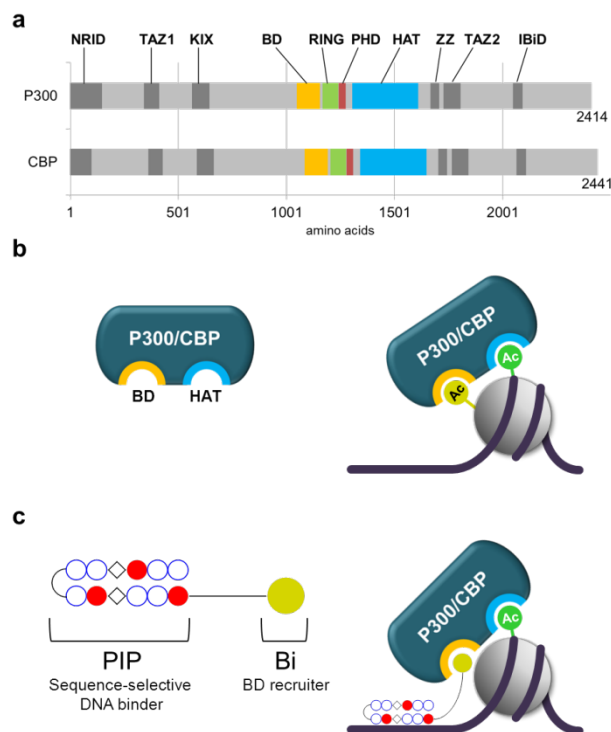 a
NRID TAZ1 KIX BD RING PHD HAT ZZ TAZ2 IBiD
P300
2414
CBP
2441
1 501 1001 1501 2001
amino acids
b
P300/CBP
BD HAT
P300/CBP
Ac
Ac
c
PIP
Sequence-selective
DNA binder
Bi
BD recruiter
P300/CBP
Ac